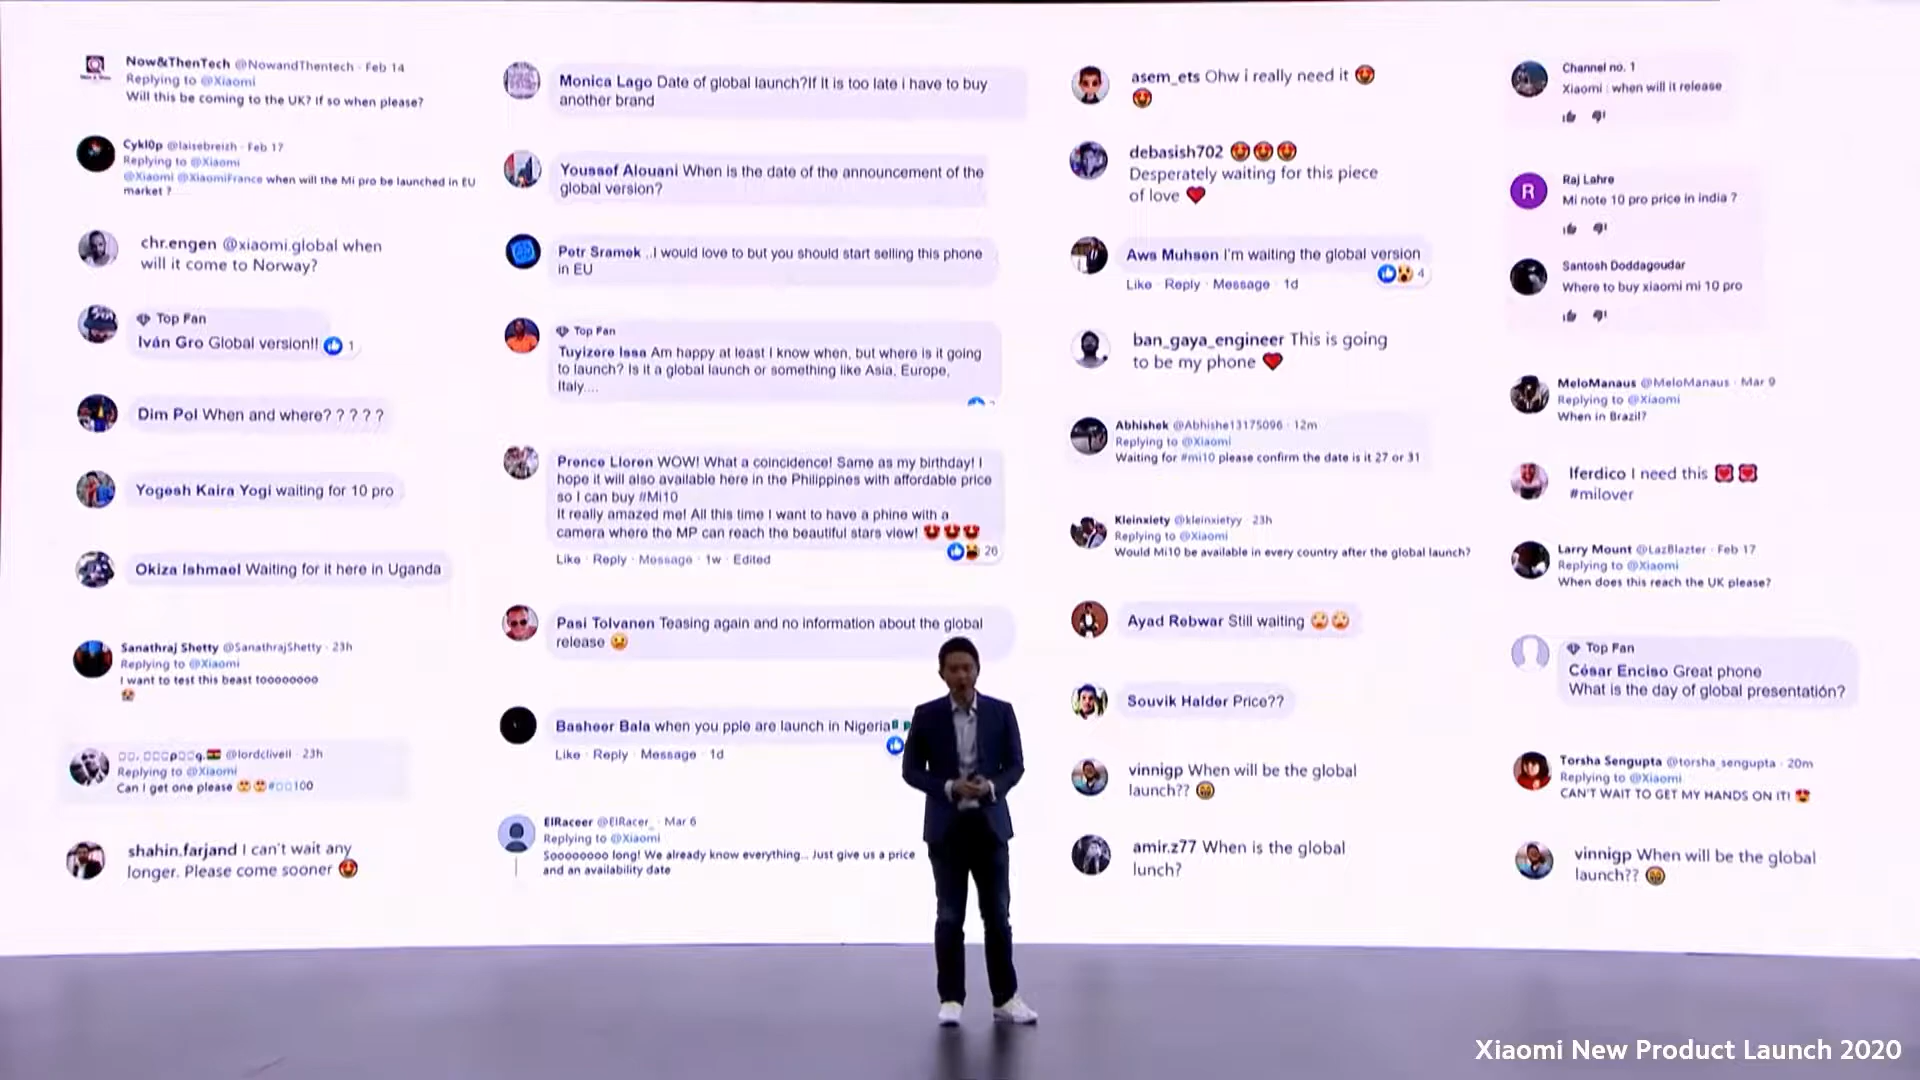 Now&ThenTech @NowandThentech · Feb 14
Replying to @Xiaomi
Will this be coming to the UK? If so when please?
Cykl0p @laisebreizh · Feb 17
Replying to @Xiaomi
@Xiaomi @XiaomiFrance when will the Mi pro be launched in EU
market ?
chr.engen @xiaomi.global when
will it come to Norway?
Top Fan
Iván Gro Global version!! 1
Dim Pol When and where? ? ? ? ?
Yogesh Kaira Yogi waiting for 10 pro
Okiza Ishmael Waiting for it here in Uganda
Sanathraj Shetty @SanathrajShetty · 23h
Replying to @Xiaomi
I want to test this beast toooooooo
@lordclivell · 23h
Replying to @Xiaomi
Can I get one please 😍😍#□□100
shahin.farjand I can't wait any
longer. Please come sooner 😍
Monica Lago Date of global launch?If It is too late i have to buy
another brand
Youssef Alouani When is the date of the announcement of the
global version?
Petr Sramek ..I would love to but you should start selling this phone
in EU
Top Fan
Tuyizere Issa Am happy at least I know when, but where is it going
to launch? Is it a global launch or something like Asia, Europe,
Italy....
Prence Lloren WOW! What a coincidence! Same as my birthday! I
hope it will also available here in the Philippines with affordable price
so I can buy #Mi10
It really amazed me! All this time I want to have a phine with a
camera where the MP can reach the beautiful stars view! 😍😍😍
Like · Reply · Message · 1w · Edited 26
Pasi Tolvanen Teasing again and no information about the global
release 😢
Basheer Bala when you pple are launch in Nigeria
Like · Reply · Message · 1d
ElRaceer @ElRacer_ · Mar 6
Replying to @Xiaomi
Soooooooo long! We already know everything... Just give us a price
and an availability date
asem_ets Ohw i really need it 😍
😍
debasish702 😍😍😍
Desperately waiting for this piece
of love ❤
Awa Muhsen I'm waiting the global version
Like · Reply · Message · 1d 4
ban_gaya_engineer This is going
to be my phone ❤
Abhishek @Abhishe13175096 · 12m
Replying to @Xiaomi
Waiting for #mi10 please confirm the date is it 27 or 31
Kleinxiety @kleinxietyy · 23h
Replying to @Xiaomi
Would Mi10 be available in every country after the global launch?
Ayad Rebwar Still waiting 🙄🙄
Souvik Halder Price??
vinnigp When will be the global
launch?? 😁
amir.z77 When is the global
lunch?
Channel no. 1
Xiaomi : when will it release
Raj Lahre
R
Mi note 10 pro price in india ?
Santosh Doddagoudar
Where to buy xiaomi mi 10 pro
MeloManaus @MeloManaus · Mar 9
Replying to @Xiaomi
When in Brazil?
lferdico I need this 💟💟
#milover
Larry Mount @LazBlazter · Feb 17
Replying to @Xiaomi
When does this reach the UK please?
Top Fan
César Enciso Great phone
What is the day of global presentatión?
Torsha Sengupta @torsha_sengupta · 20m
Replying to @Xiaomi
CAN'T WAIT TO GET MY HANDS ON IT! 😍
vinnigp When will be the global
launch?? 😁
Xiaomi New Product Launch 2020